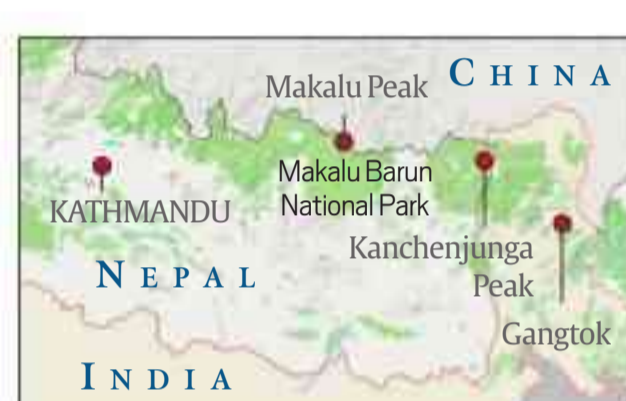 CHINA
Makalu Peak
Makalu Barun
National Park
KATHMANDU
Kanchenjunga
Peak
NEPAL
Gangtok
INDIA